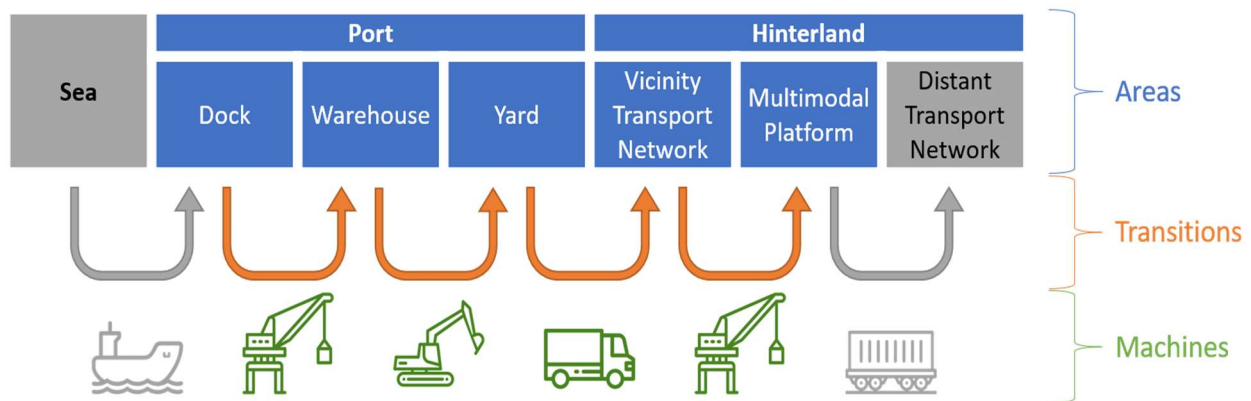 Port
Hinterland
Sea
Dock
Warehouse
Yard
Vicinity
Transport
Network
Multimodal
Platform
Distant
Transport
Network
Areas
Transitions
Machines